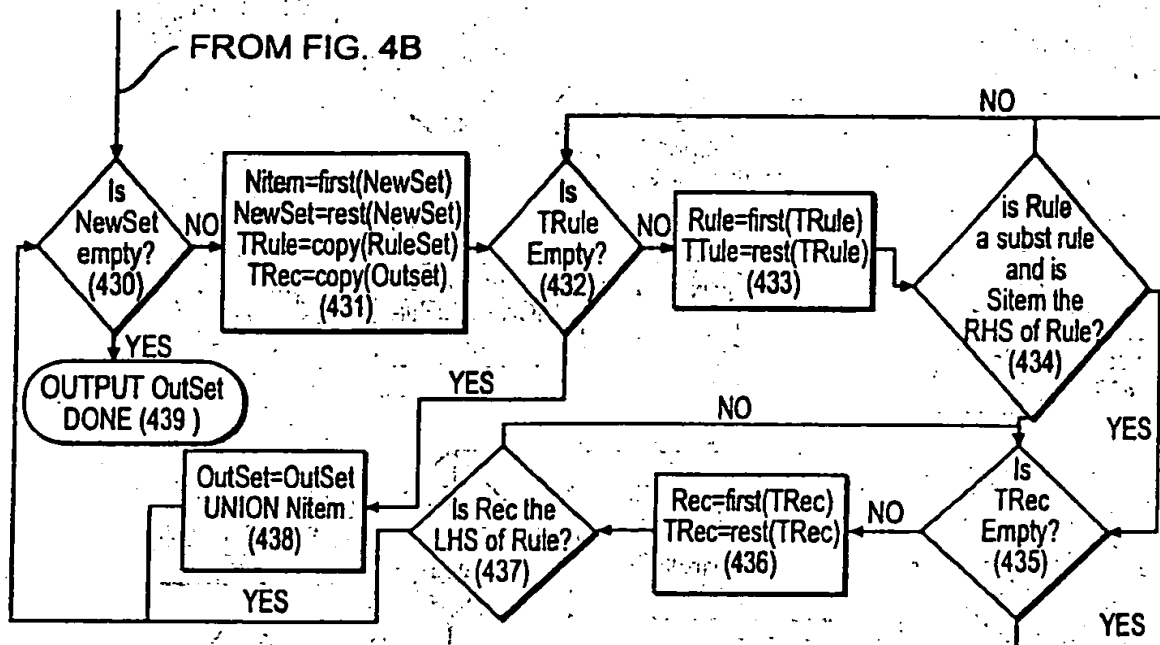 FROM FIG. 4B
NO
Is
NewSet
empty?
(430)
NO
Nitem=first(NewSet)
NewSet=rest(NewSet)
TRule=copy(RuleSet)
TRec=copy(Outset)
(431)
Is
TRule
Empty?
(432)
NO
Rule=first(TRule)
TTule=rest(TRule)
(433)
is Rule
a subst rule
and is
Sitem the
RHS of Rule?
(434)
YES
OUTPUT OutSet
DONE (439 )
YES
NO
YES
OutSet=OutSet
UNION Nitem
(438)
Is Rec the
LHS of Rule?
(437)
Rec=first(TRec)
TRec=rest(TRec)
(436)
NO
Is
TRec
Empty?
(435)
YES
YES